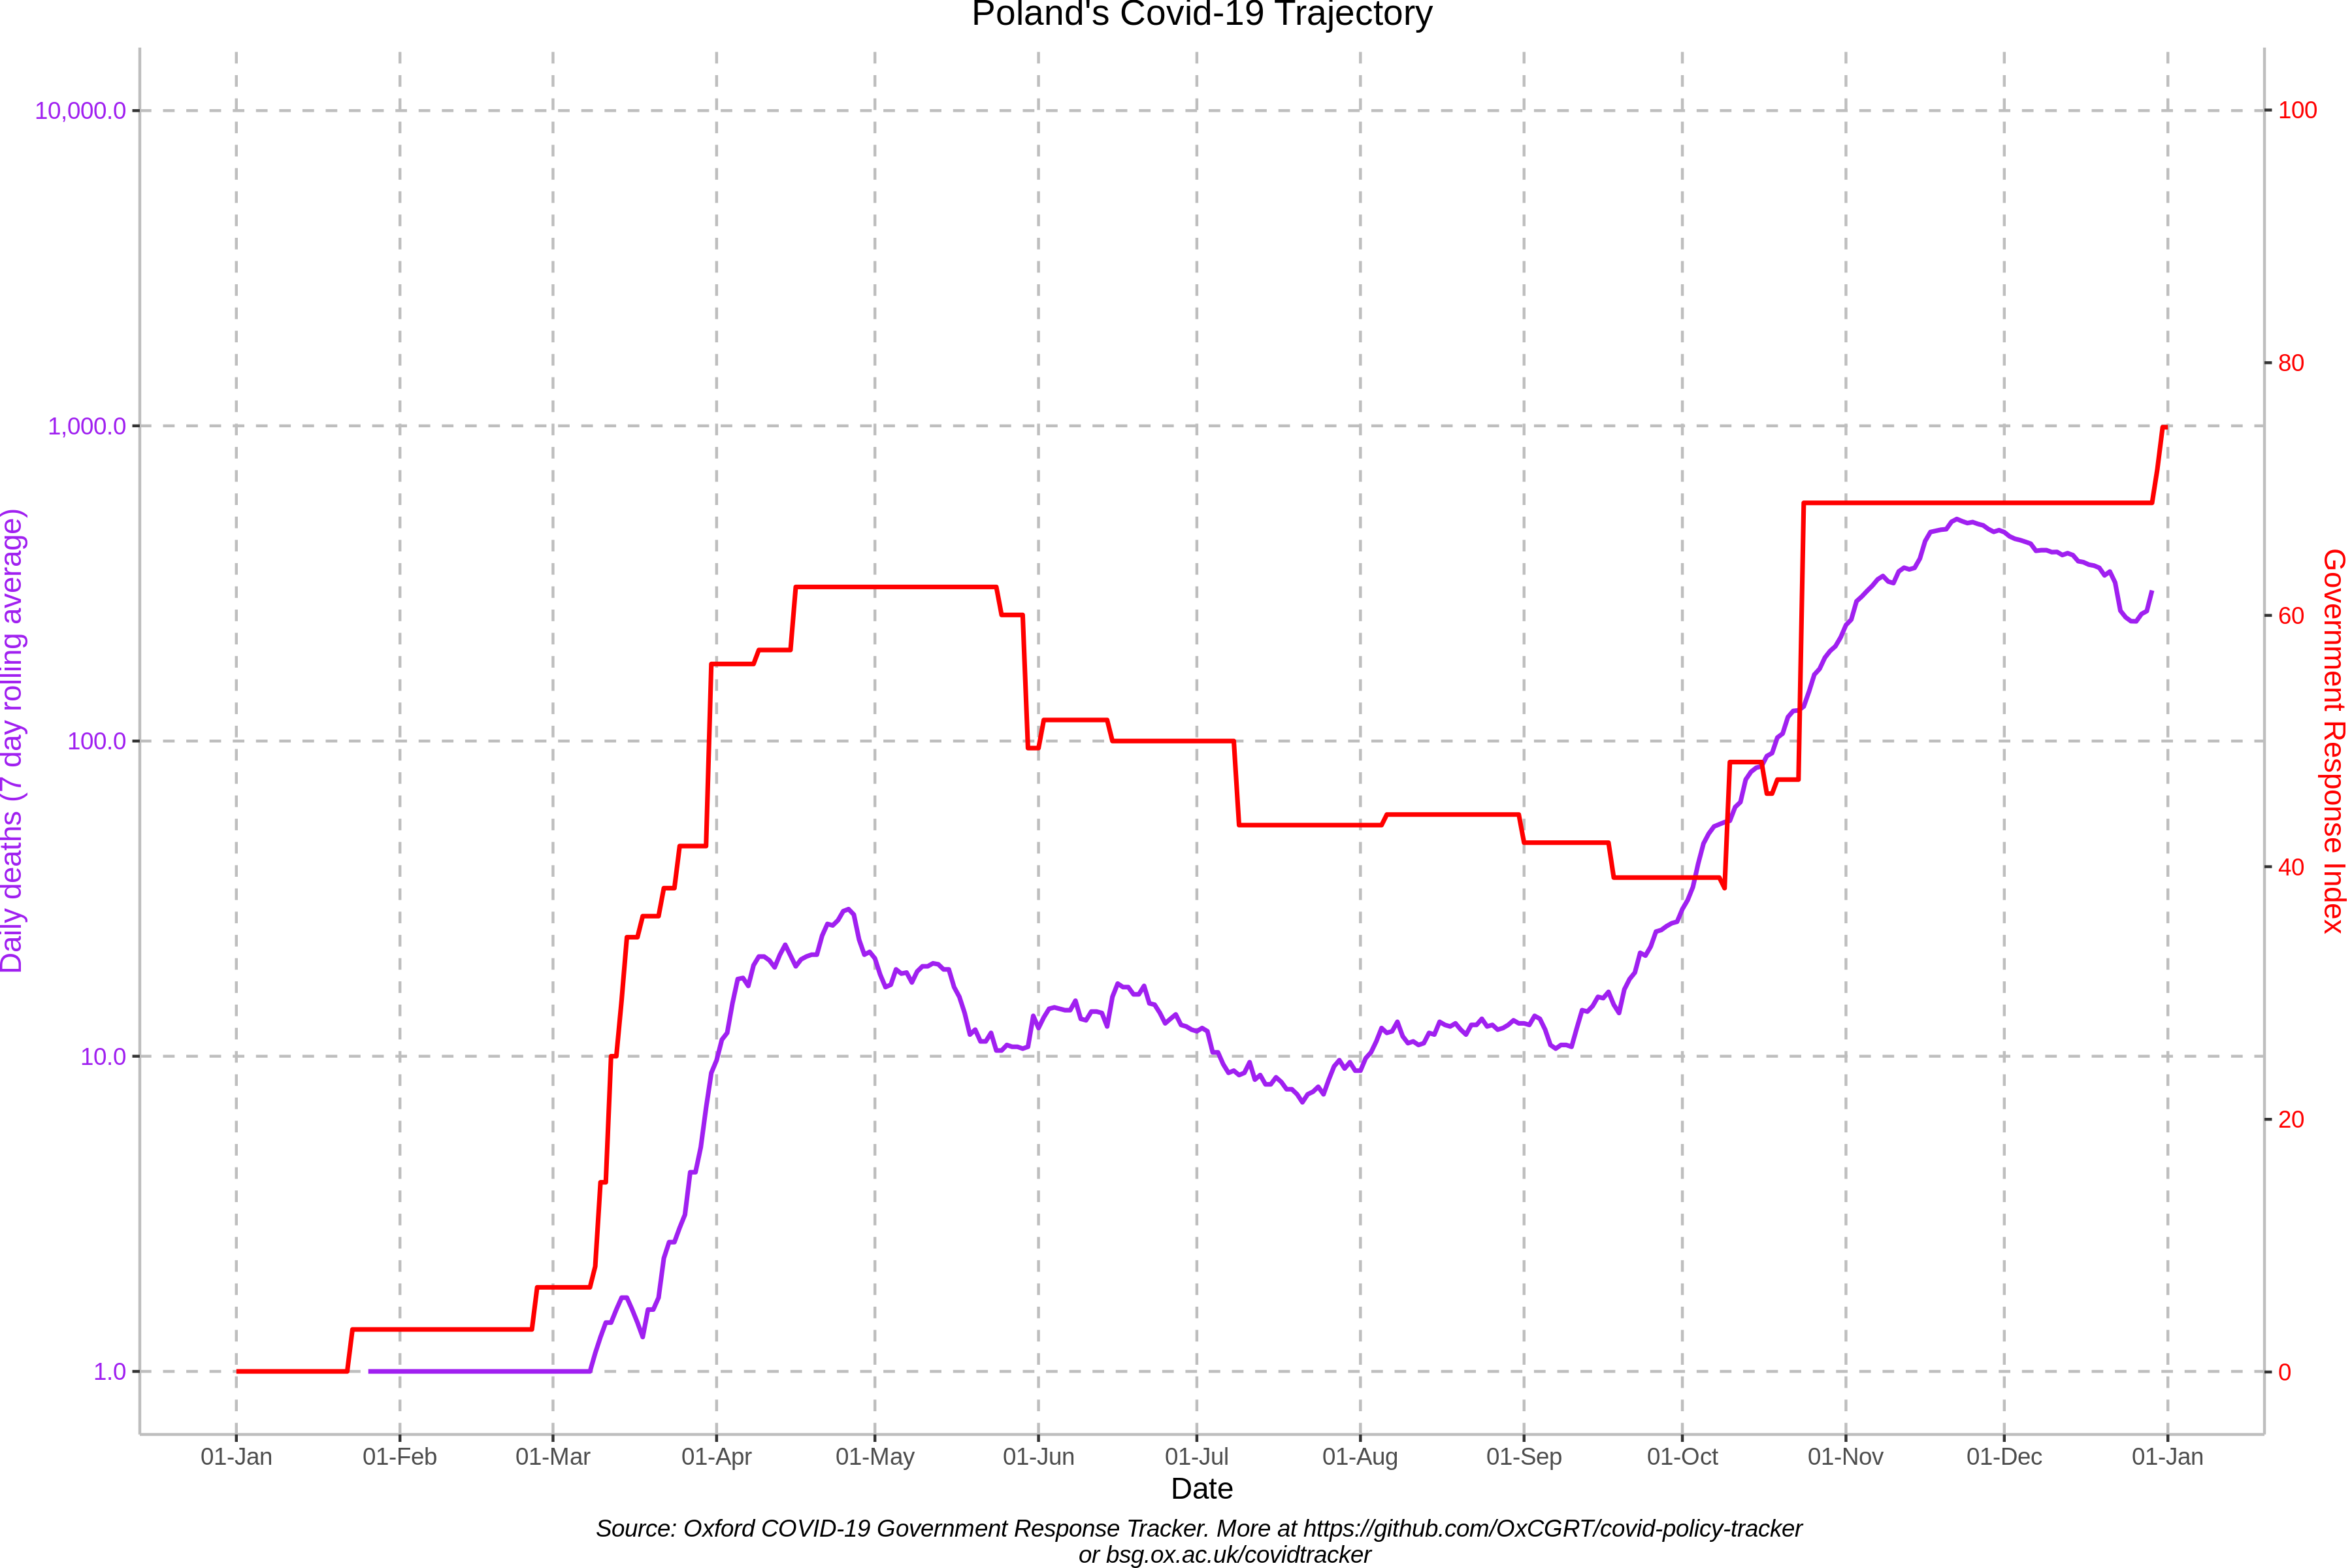 Poland's Covid-19 Trajectory
10,000.0
1,000.0
100.0
10.0
1.0
Daily deaths (7 day rolling average)
100
80
60
40
20
0
Government Response Index
01-Jan 01-Feb 01-Mar 01-Apr 01-May 01-Jun 01-Jul 01-Aug 01-Sep 01-Oct 01-Nov 01-Dec 01-Jan
Date
Source: Oxford COVID-19 Government Response Tracker. More at https://github.com/OxCGRT/covid-policy-tracker
or bsg.ox.ac.uk/covidtracker